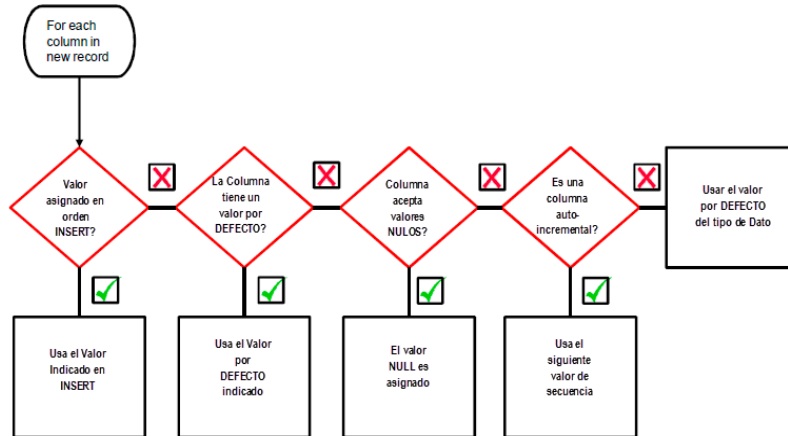 For each
column in
new record
Valor
asignado en
orden
INSERT?
La Columna
tiene un
valor por
DEFECTO?
Columna
acepta
valores
NULOS?
Es una
columna
auto-
incremental?
Usar el valor
por DEFECTO
del tipo de Dato
Usa el Valor
Indicado en
INSERT
Usa el Valor
por
DEFECTO
indicado
El valor
NULL es
asignado
Usa el
siguiente
valor de
secuencia